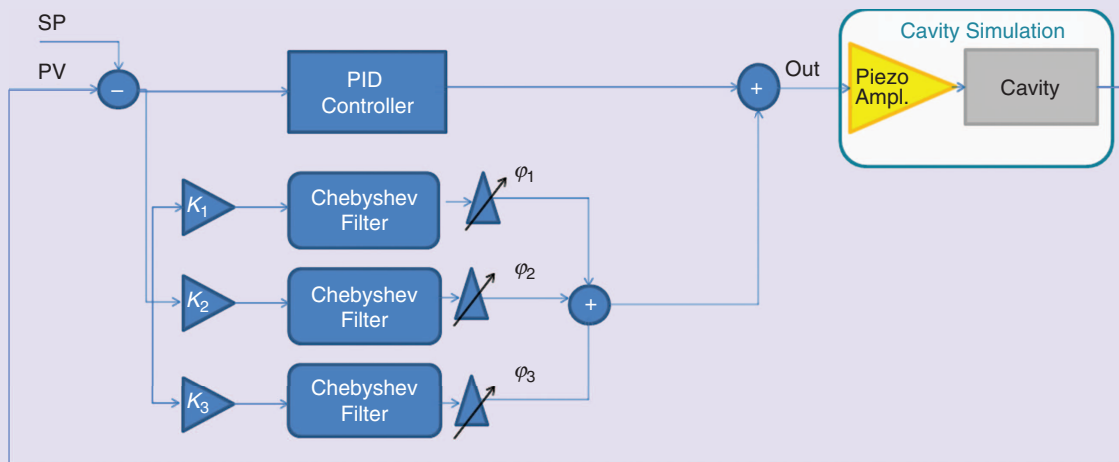 SP
PV
−
PID
Controller
+
Out
Cavity Simulation
Piezo
Ampl.
Cavity
K1
Chebyshev
Filter
φ1
K2
Chebyshev
Filter
φ2
+
K3
Chebyshev
Filter
φ3